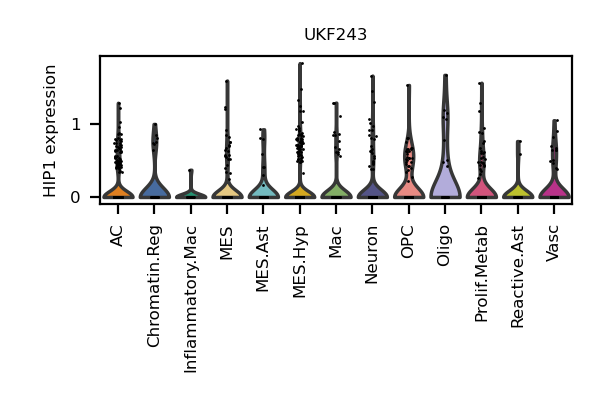 UKF243
HIP1 expression
1
0
AC
Chromatin.Reg
Inflammatory.Mac
MES
MES.Ast
MES.Hyp
Mac
Neuron
OPC
Oligo
Prolif.Metab
Reactive.Ast
Vasc